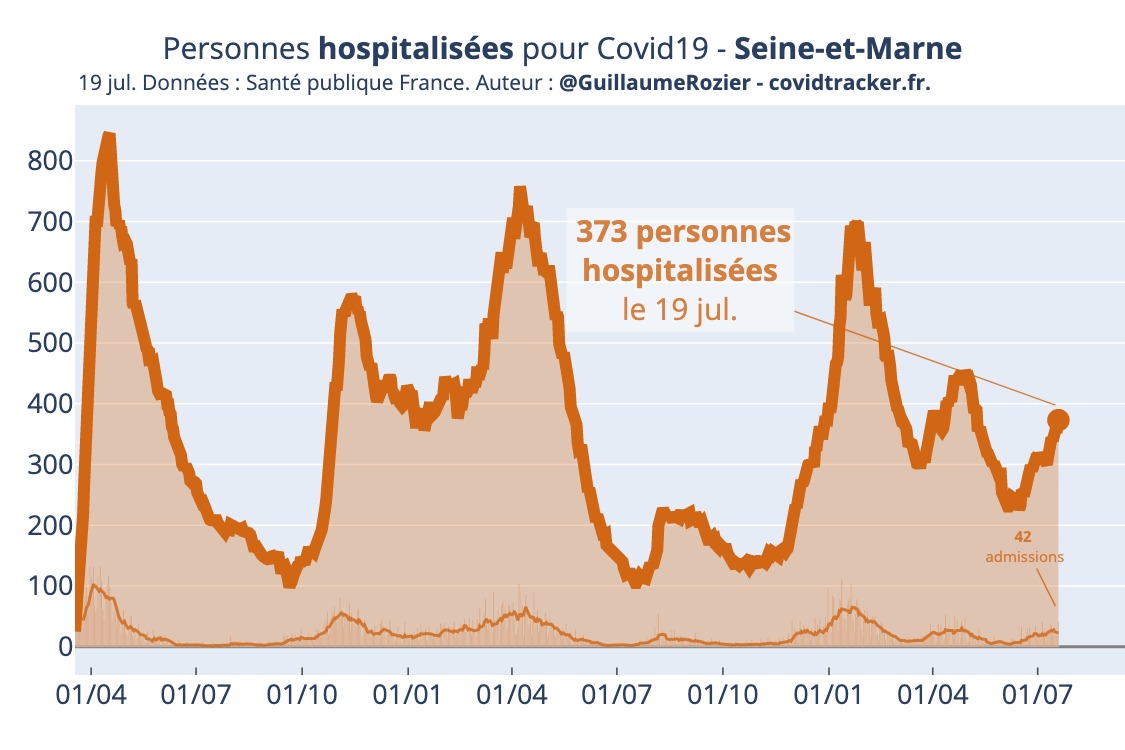 Personnes hospitalisées pour Covid19 - Seine-et-Marne
19 jul. Données : Santé publique France. Auteur : @GuillaumeRozier - covidtracker.fr.
800
700
600
500
400
300
200
100
0
373 personnes
hospitalisées
le 19 jul.
42
admissions
01/04 01/07 01/10 01/01 01/04 01/07 01/10 01/01 01/04 01/07